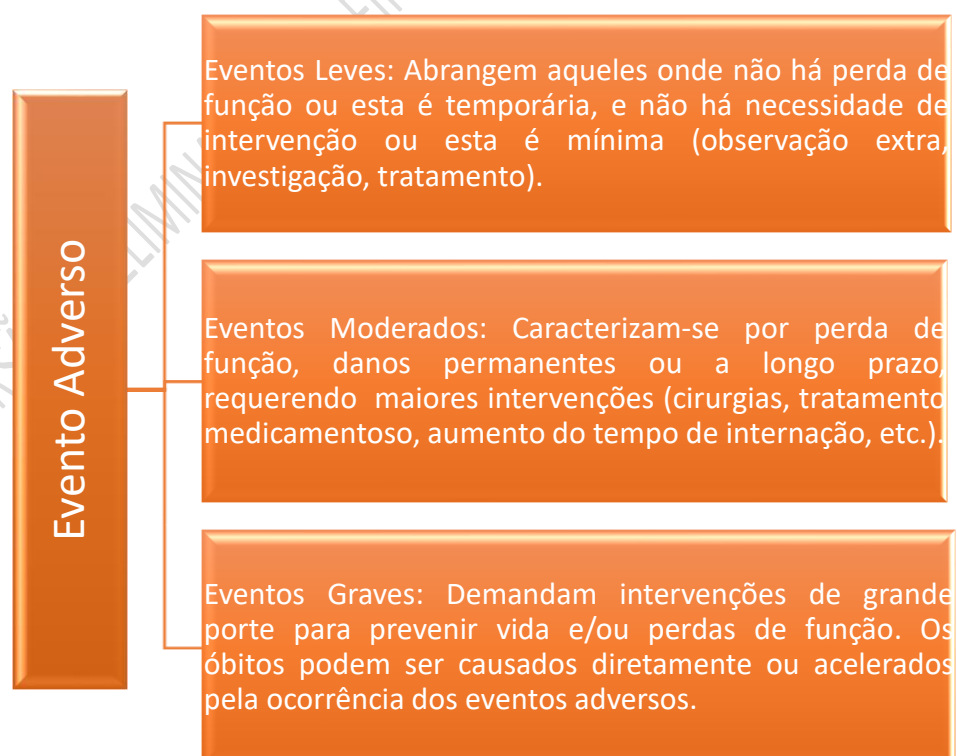 Evento Adverso
Eventos Leves: Abrangem aqueles onde não há perda de
função ou esta é temporária, e não há necessidade de
intervenção ou esta é mínima (observação extra,
investigação, tratamento).
Eventos Moderados: Caracterizam-se por perda de
função, danos permanentes ou a longo prazo,
requerendo maiores intervenções (cirurgias, tratamento
medicamentoso, aumento do tempo de internação, etc.).
Eventos Graves: Demandam intervenções de grande
porte para prevenir vida e/ou perdas de função. Os
óbitos podem ser causados diretamente ou acelerados
pela ocorrência dos eventos adversos.